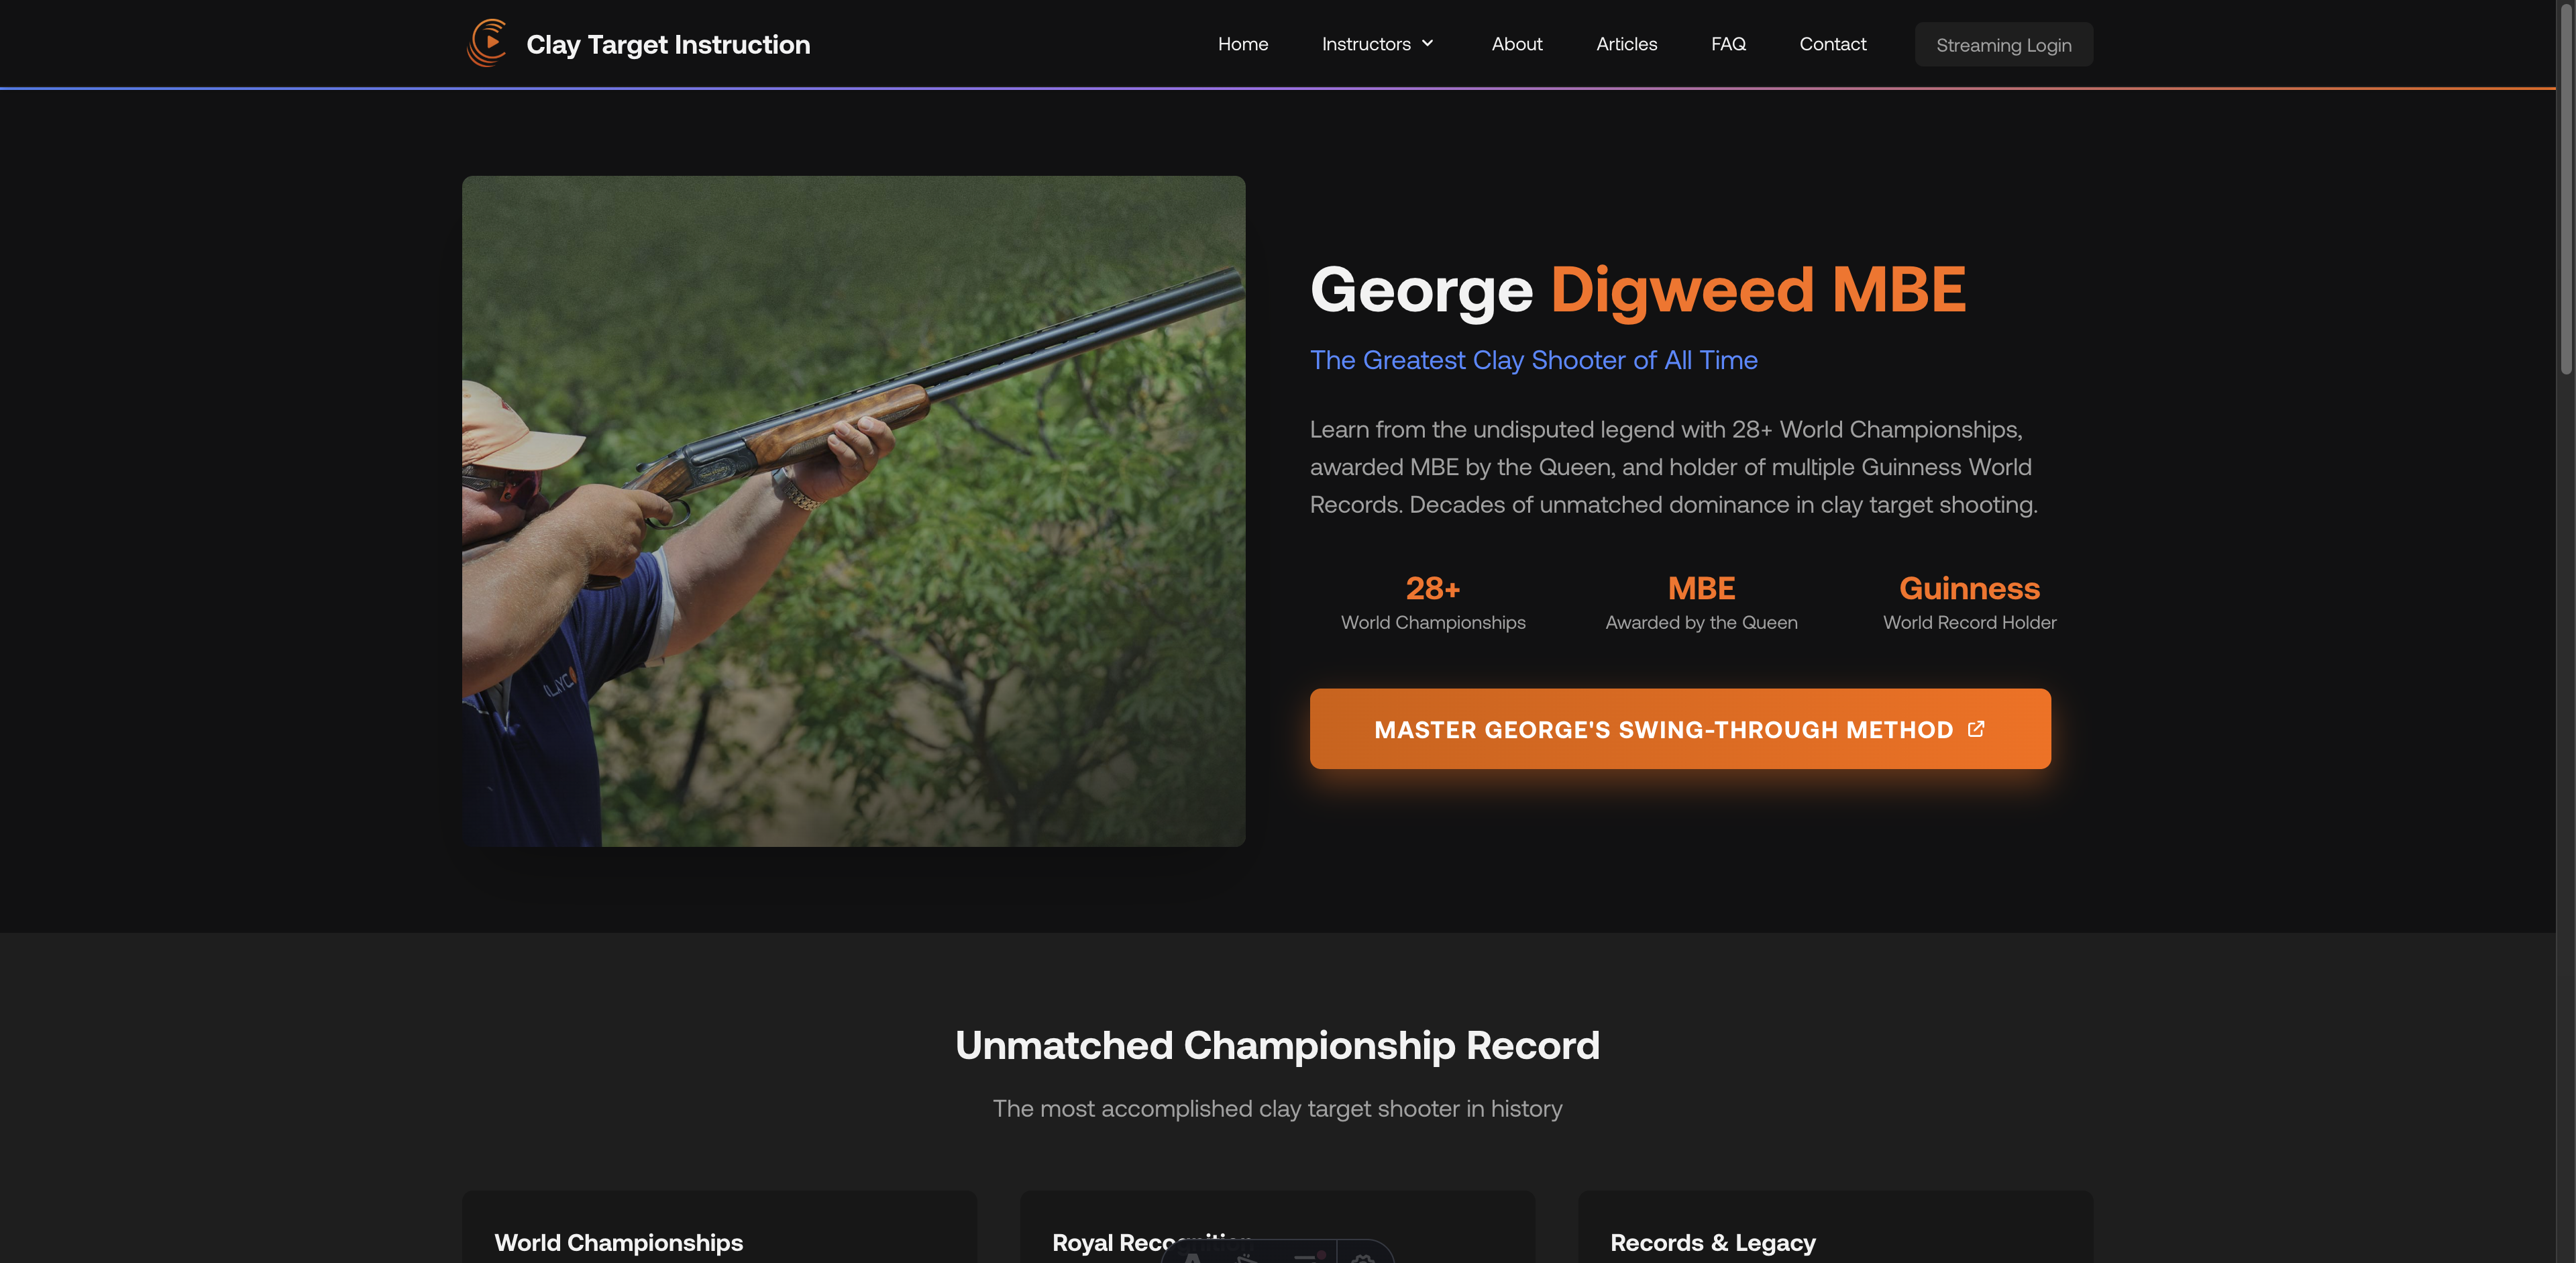 Clay Target Instruction
Home
Instructors
About
Articles
FAQ
Contact
Streaming Login
George Digweed MBE
The Greatest Clay Shooter of All Time
Learn from the undisputed legend with 28+ World Championships,
awarded MBE by the Queen, and holder of multiple Guinness World
Records. Decades of unmatched dominance in clay target shooting.
28+
World Championships
MBE
Awarded by the Queen
Guinness
World Record Holder
MASTER GEORGE'S SWING-THROUGH METHOD
Unmatched Championship Record
The most accomplished clay target shooter in history
World Championships
Royal Recognition
Records & Legacy